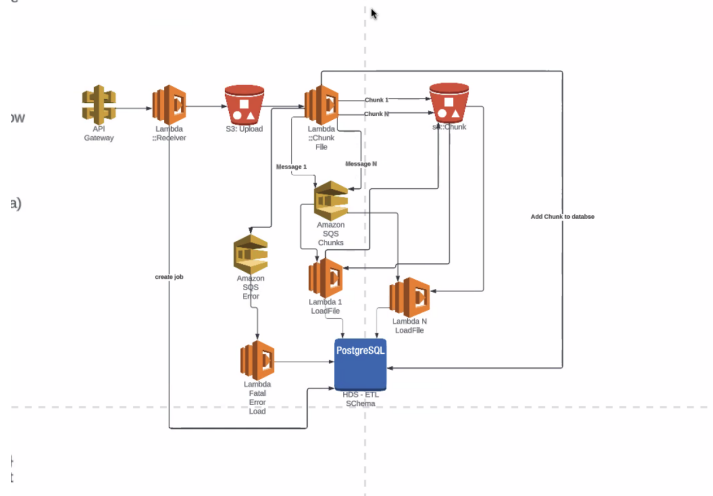 ow
a)
API
Gateway
Lambda
::Receiver
S3: Upload
Lambda
::Chunk
File
Chunk 1
Chunk N
s3::Chunk
Message 1
Message N
Amazon
SQS
Chunks
Add Chunk to databse
Amazon
SQS
Error
create job
Lambda 1
LoadFile
Lambda N
LoadFile
PostgreSQL
HDS - ETL
SChema
Lambda
Fatal
Error
Load
t